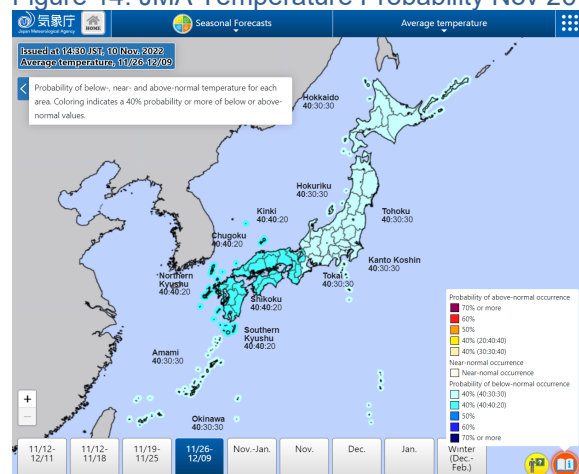 Figure 14: JMA Temperature Probability Nov 26
気象庁
Japan Meteorological Agency
HOME
Seasonal Forecasts
Average temperature
Issued at 14:30 JST, 10 Nov. 2022
Average temperature, 11/26-12/09
Probability of below-, near- and above-normal temperature for each
area. Coloring indicates a 40% probability or more of below or above-
normal values.
Hokkaido
40:30:30
Hokuriku
40:30:30
Kinki
40:40:20
Tohoku
40:30:30
Chugoku
40:40:20
Kanto Koshin
40:30:30
Tokai
40:30:30
Northern
Kyushu
40:40:20
Shikoku
40:40:20
Southern
Kyushu
40:40:20
Amami
40:30:30
Okinawa
40:30:30
Probability of above-normal occurrence
70% or more
60%
50%
40% (20:40:40)
40% (30:30:40)
Near-normal occurrence
Near-nomal occurrence
Probability of below-normal occurrence
40% (40:30:30)
40% (40:40:20)
50%
60%
70% or more
+
−
11/12-
12/11
11/12-
11/18
11/19-
11/25
11/26-
12/09
Nov.-Jan.
Nov.
Dec.
Jan.
Winter
(Dec.-
Feb.)